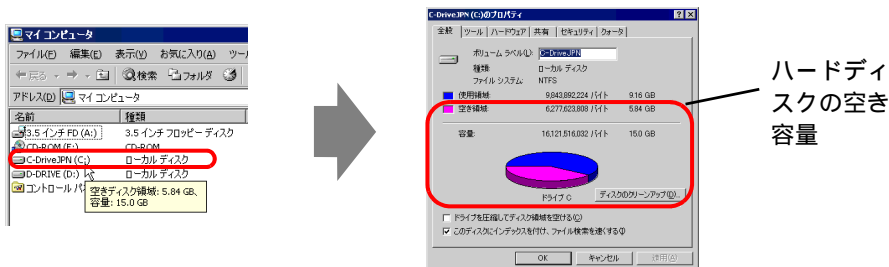 マイ コンピュータ
ファイル(F) 編集(E) 表示(V) お気に入り(A) ツー
戻る 検索 フォルダ
アドレス(D) マイ コンピュータ
名前 種類
3.5 インチ FD (A:) 3.5 インチ フロッピー ディスク
CD-ROM (E:) CD-ROM
C-DriveJPN (C:) ローカル ディスク
D-DRIVE (D:) ローカル ディスク
コントロール パ
空きディスク領域: 5.84 GB、
容量: 15.0 GB
C-DriveJPN (C:)のプロパティ
全般 ツール ハードウェア 共有 セキュリティ クォータ
ボリューム ラベル(L): C-DriveJPN
種類: ローカル ディスク
ファイル システム: NTFS
使用領域: 9,843,892,224 バイト 9.16 GB
空き領域: 6,277,623,808 バイト 5.84 GB
容量: 16,121,516,032 バイト 15.0 GB
ドライブ C ディスクのクリーンアップ(D)...
ドライブを圧縮してディスク領域を空ける(C)
このディスクにインデックスを付け、ファイル検索を速くする(I)
OK キャンセル 適用(A)
ハードディ
スクの空き
容量